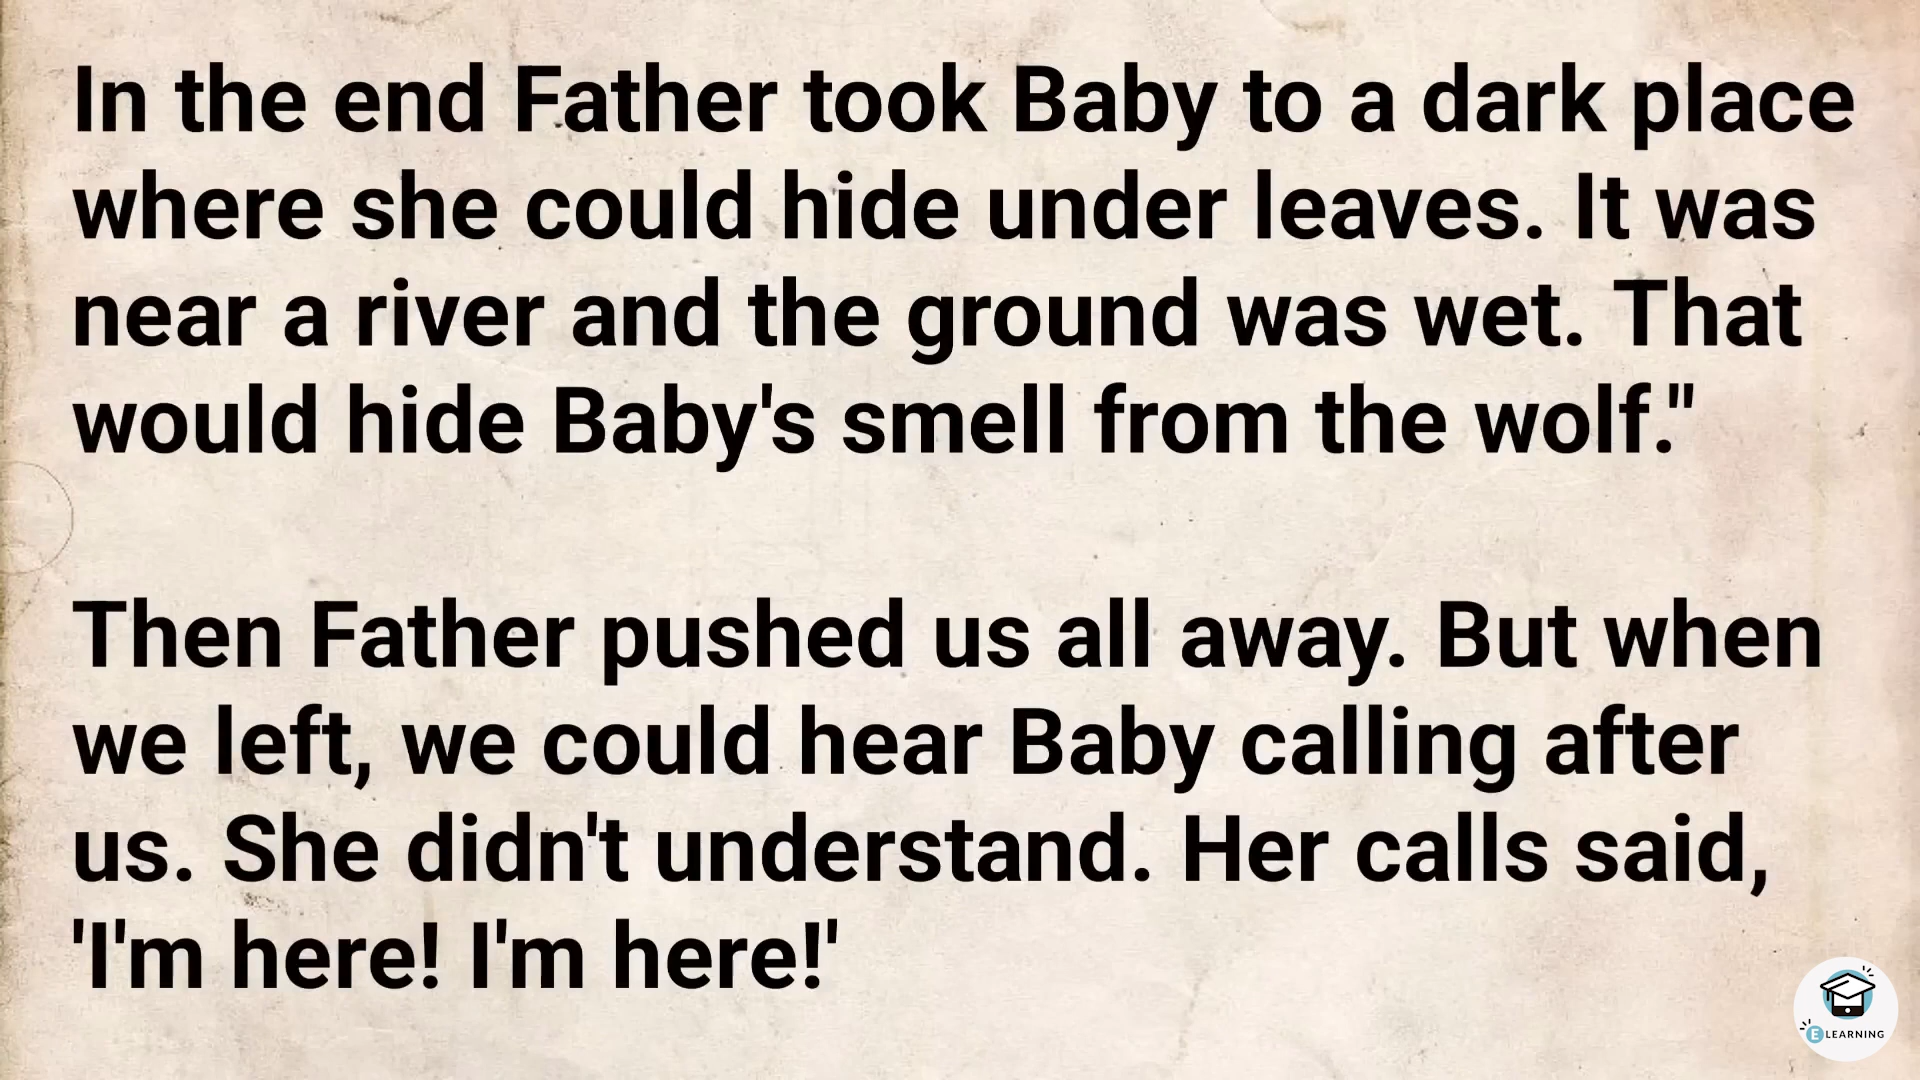 In the end Father took Baby to a dark place
where she could hide under leaves. It was
near a river and the ground was wet. That
would hide Baby's smell from the wolf."
Then Father pushed us all away. But when
we left, we could hear Baby calling after
us. She didn't understand. Her calls said,
'I'm here! I'm here!'
E LEARNING